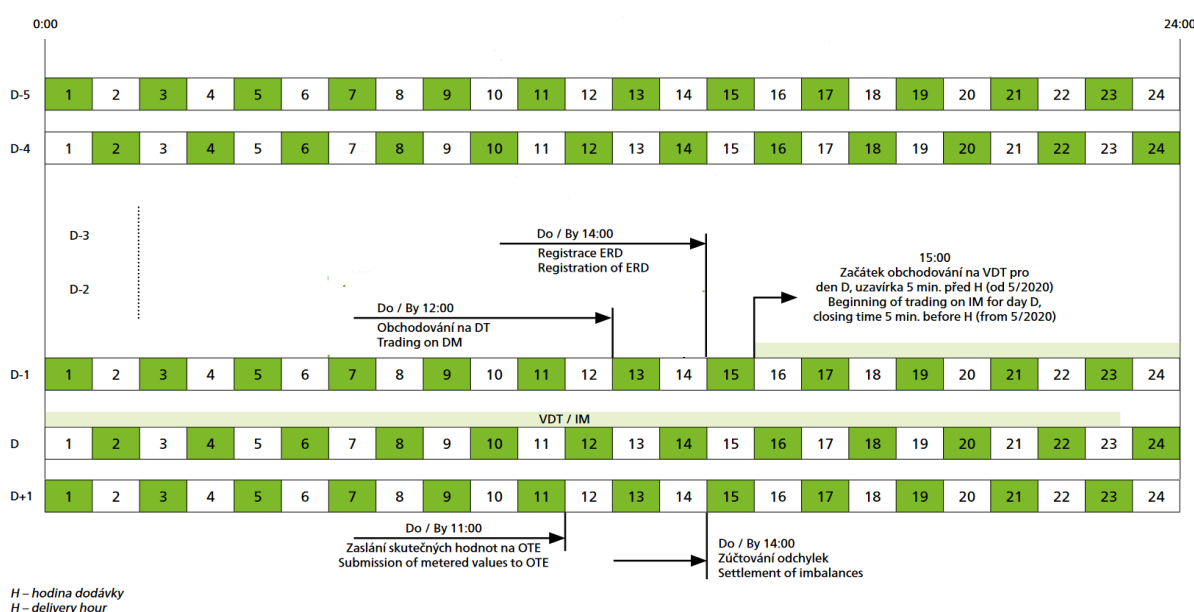 0:00
24:00
D-5 1 2 3 4 5 6 7 8 9 10 11 12 13 14 15 16 17 18 19 20 21 22 23 24
D-4 1 2 3 4 5 6 7 8 9 10 11 12 13 14 15 16 17 18 19 20 21 22 23 24
D-3
D-2
Do / By 14:00
Registrace ERD
Registration of ERD
15:00
Začátek obchodování na VDT pro
den D, uzavírka 5 min. před H (od 5/2020)
Beginning of trading on IM for day D,
closing time 5 min. before H (from 5/2020)
Do / By 12:00
Obchodování na DT
Trading on DM
D-1 1 2 3 4 5 6 7 8 9 10 11 12 13 14 15 16 17 18 19 20 21 22 23 24
VDT / IM
D 1 2 3 4 5 6 7 8 9 10 11 12 13 14 15 16 17 18 19 20 21 22 23 24
D+1 1 2 3 4 5 6 7 8 9 10 11 12 13 14 15 16 17 18 19 20 21 22 23 24
Do / By 11:00
Zaslání skutečných hodnot na OTE
Submission of metered values to OTE
Do / By 14:00
Zúčtování odchylek
Settlement of imbalances
H – hodina dodávky
H – delivery hour